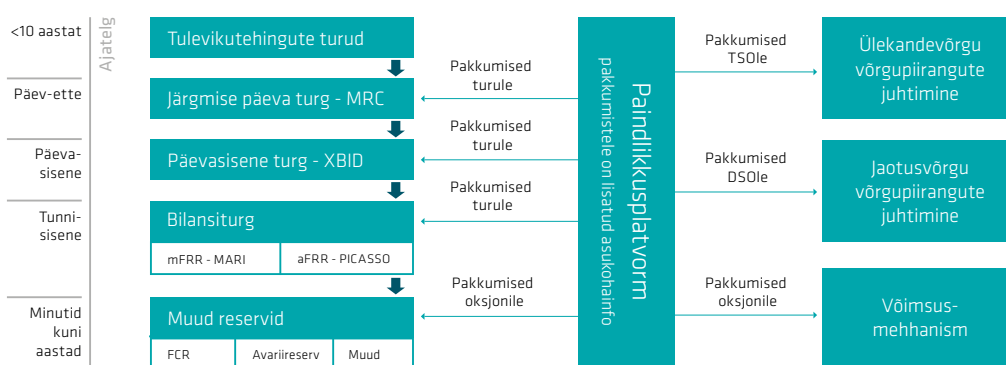 <10 aastat
Päev-ette
Päeva-
sisene
Tunni-
sisene
Minutid
kuni
aastad
Ajatelg
Tulevikutehingute turud
Järgmise päeva turg - MRC
Päevasisene turg - XBID
Bilansiturg
mFRR - MARI
aFRR - PICASSO
Muud reservid
FCR
Avariireserv
Muud
Pakkumised
turule
Pakkumised
turule
Pakkumised
turule
Pakkumised
oksjonile
Paindlikkusplatvorm
pakkumistele on lisatud asukohainfo
Pakkumised
TSOle
Pakkumised
DSOle
Pakkumised
oksjonile
Ülekandevõrgu
võrgupiirangute
juhtimine
Jaotusvõrgu
võrgupiirangute
juhtimine
Võimsus-
mehhanism